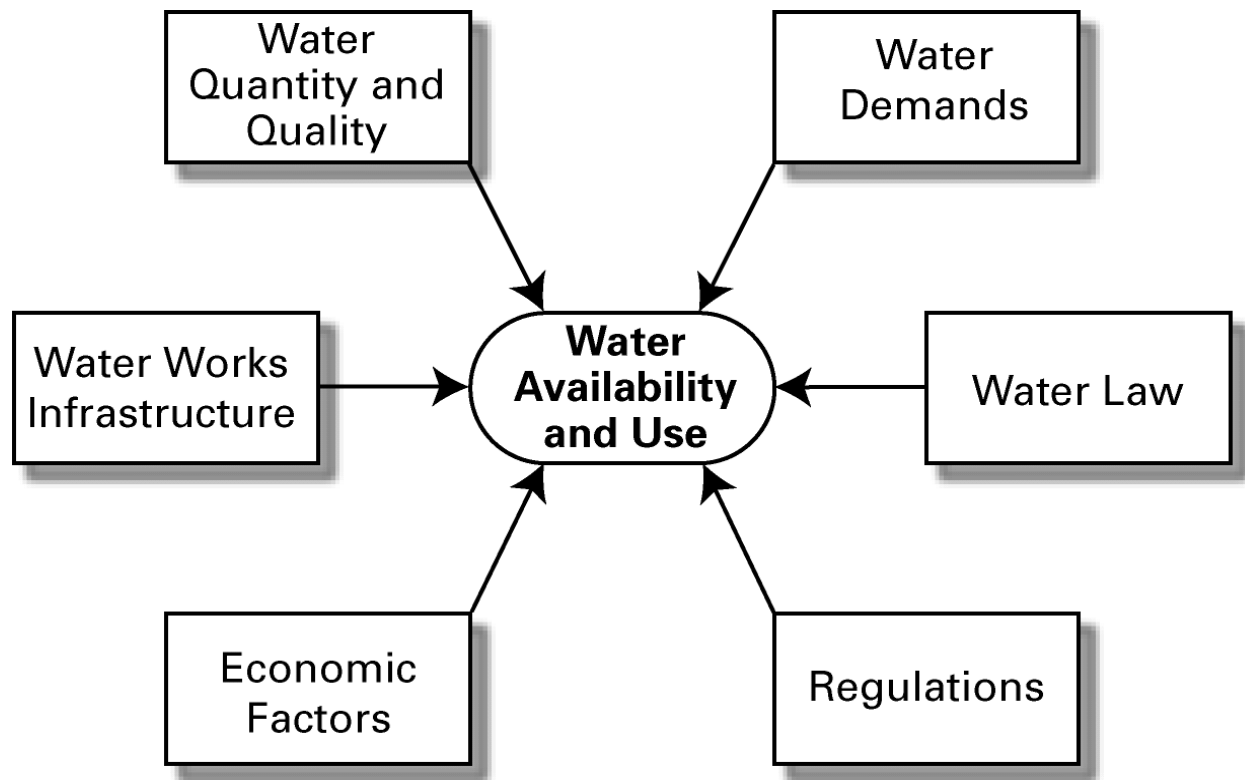 Water
Quantity and
Quality
Water
Demands
Water Works
Infrastructure
Water
Availability
and Use
Water Law
Economic
Factors
Regulations